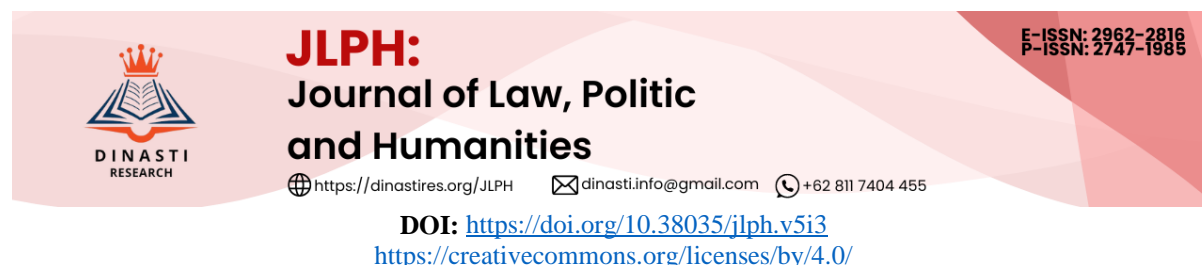 E-ISSN: 2962-2816
P-ISSN: 2747-1985
JLPH:
Journal of Law, Politic
and Humanities
DINASTI
RESEARCH
https://dinastires.org/JLPH dinasti.info@gmail.com +62 811 7404 455
DOI: https://doi.org/10.38035/jlph.v5i3
https://creativecommons.org/licenses/by/4.0/